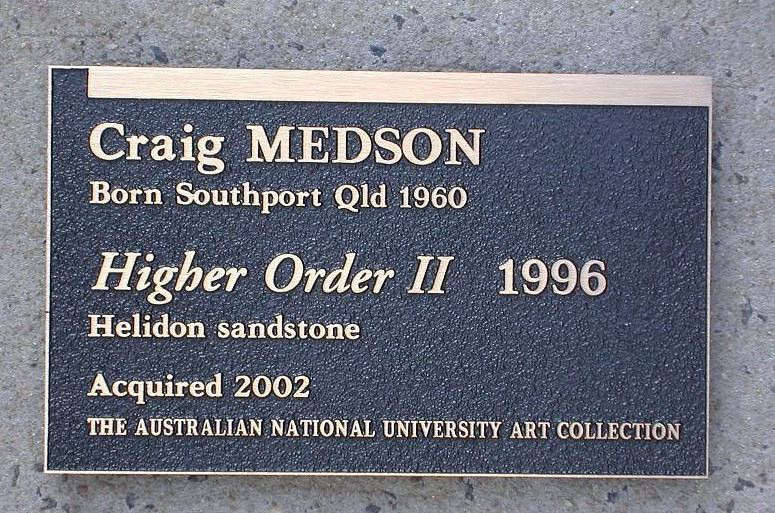 Craig MEDSON
Born Southport Qld 1960
Higher Order II 1996
Helidon sandstone
Acquired 2002
THE AUSTRALIAN NATIONAL UNIVERSITY ART COLLECTION